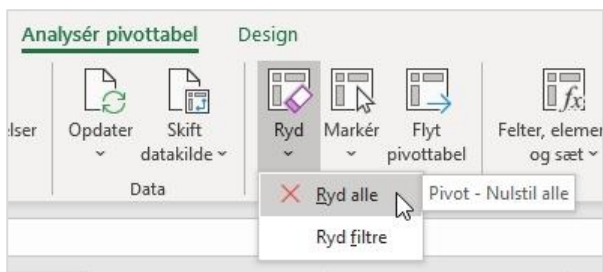 Analysér pivottabel Design
lser Opdater Skift datakilde Ryd Markér Flyt pivottabel Felter, elemer og sæt
Data
Ryd alle
Pivot - Nulstil alle
Ryd filtre